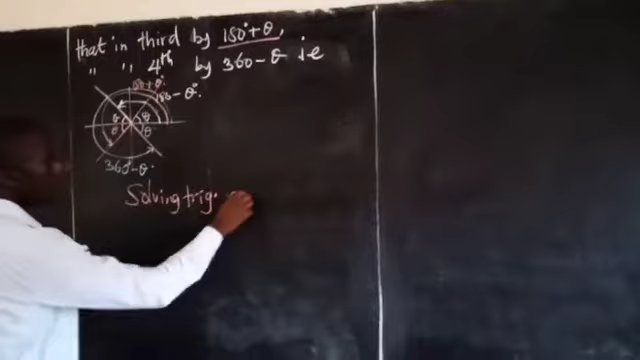 that in third by 180°+θ,
" " 4th by 360-θ ie
180+θ°
180-θ°.
θ θ
θ θ
360°-θ.
Solving trig.